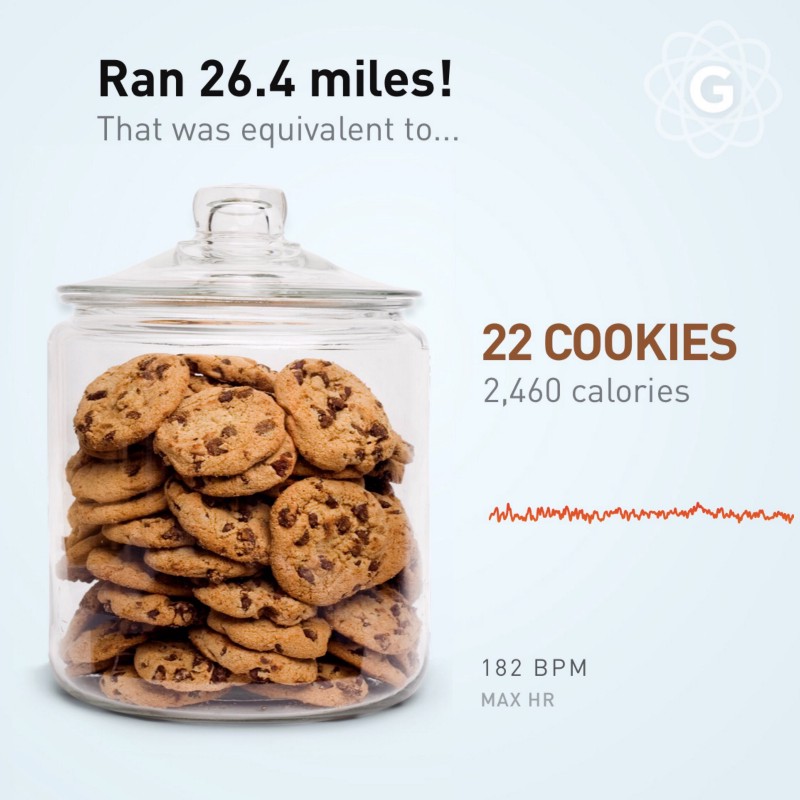 Ran 26.4 miles!
That was equivalent to...
G
22 COOKIES
2,460 calories
182 BPM
MAX HR